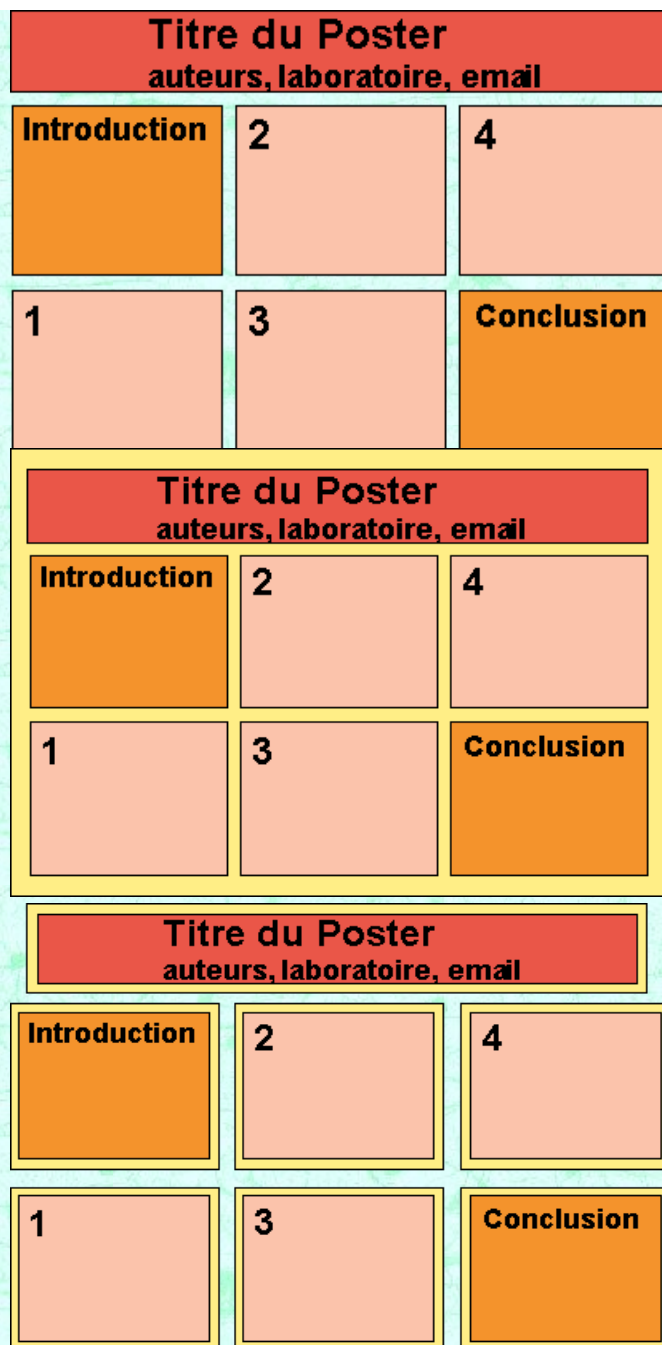 Titre du Poster
auteurs, laboratoire, email
Introduction 2 4
1 3 Conclusion
Titre du Poster
auteurs, laboratoire, email
Introduction 2 4
1 3 Conclusion
Titre du Poster
auteurs, laboratoire, email
Introduction 2 4
1 3 Conclusion